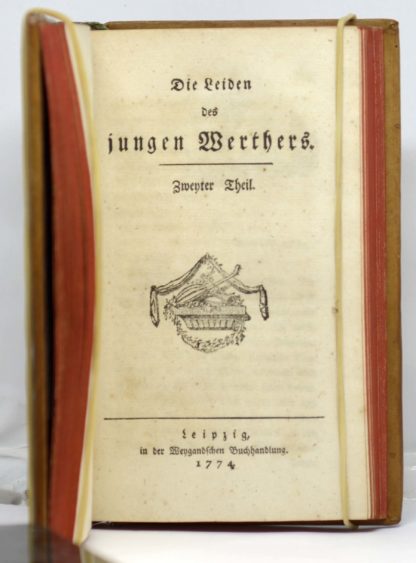 Die Leiden
des
jungen Werthers.
Zweyter Theil.
Leipzig,
in der Weygandschen Buchhandlung.
1774.